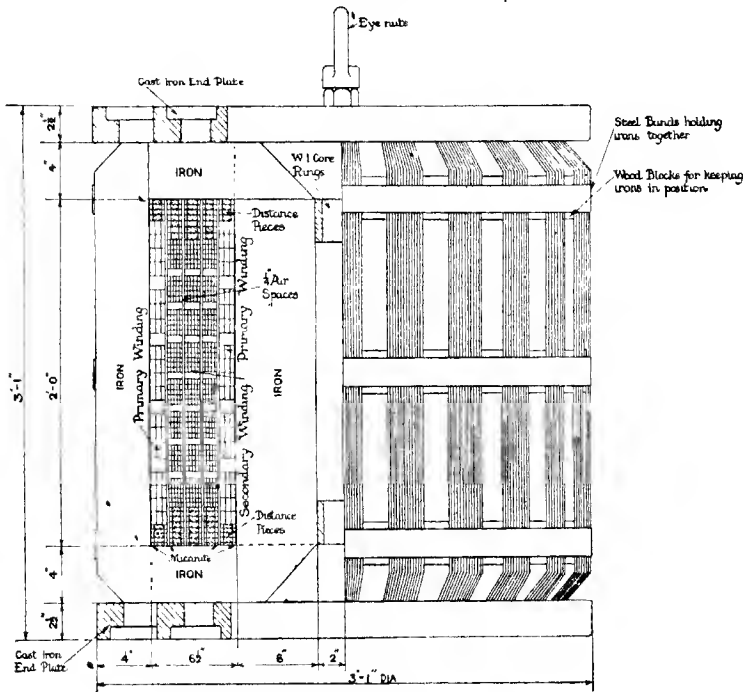 Eye nuts
Cast Iron End Plate
Steel Bands holding
irons together
Wood Blocks for keeping
irons in position
W I Core
Rings
IRON
Distance
Pieces
¼" Air
Spaces
Primary Winding
Primary Winding
Secondary Winding
IRON
IRON
Distance
Pieces
Micanite
IRON
Cast Iron
End Plate
2½"
4"
2'-0"
3'-1"
4"
2½"
4"
6½"
6"
2"
3'-1" DIA